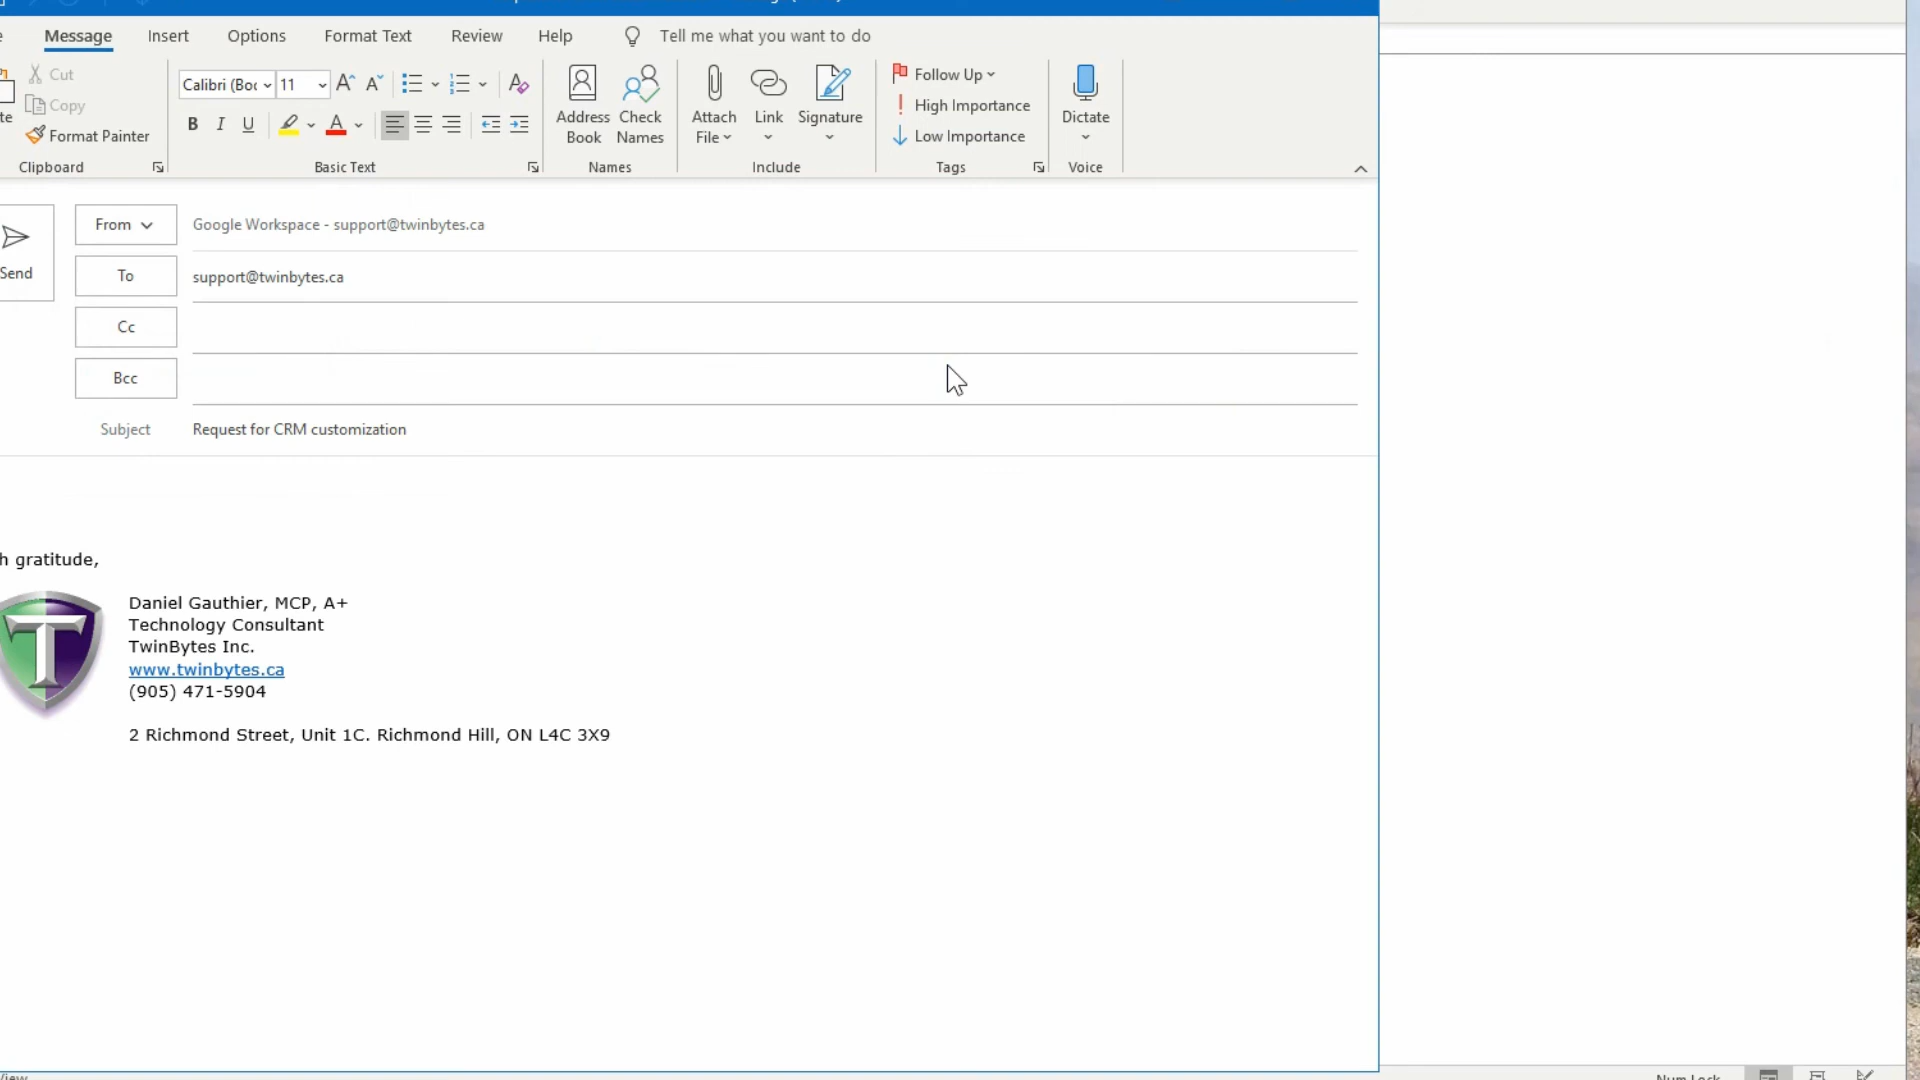 Message Insert Options Format Text Review Help Tell me what you want to do
Cut
Copy
Format Painter
Clipboard
Calibri (Boc 11
B I U A
Basic Text
Address Book
Check Names
Names
Attach File
Link
Signature
Include
Follow Up
High Importance
Low Importance
Tags
Dictate
Voice
Send
From Google Workspace - support@twinbytes.ca
To support@twinbytes.ca
Cc
Bcc
Subject Request for CRM customization
h gratitude,
T
Daniel Gauthier, MCP, A+
Technology Consultant
TwinBytes Inc.
www.twinbytes.ca
(905) 471-5904
2 Richmond Street, Unit 1C. Richmond Hill, ON L4C 3X9
Num Lock